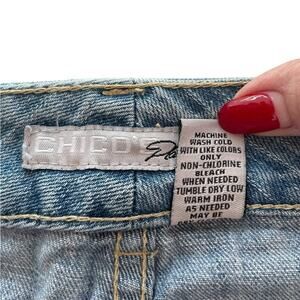 CHICO'S
MACHINE
WASH COLD
WITH LIKE COLORS
ONLY
NON-CHLORINE
BLEACH
WHEN NEEDED
TUMBLE DRY LOW
WARM IRON
AS NEEDED
MAY BE